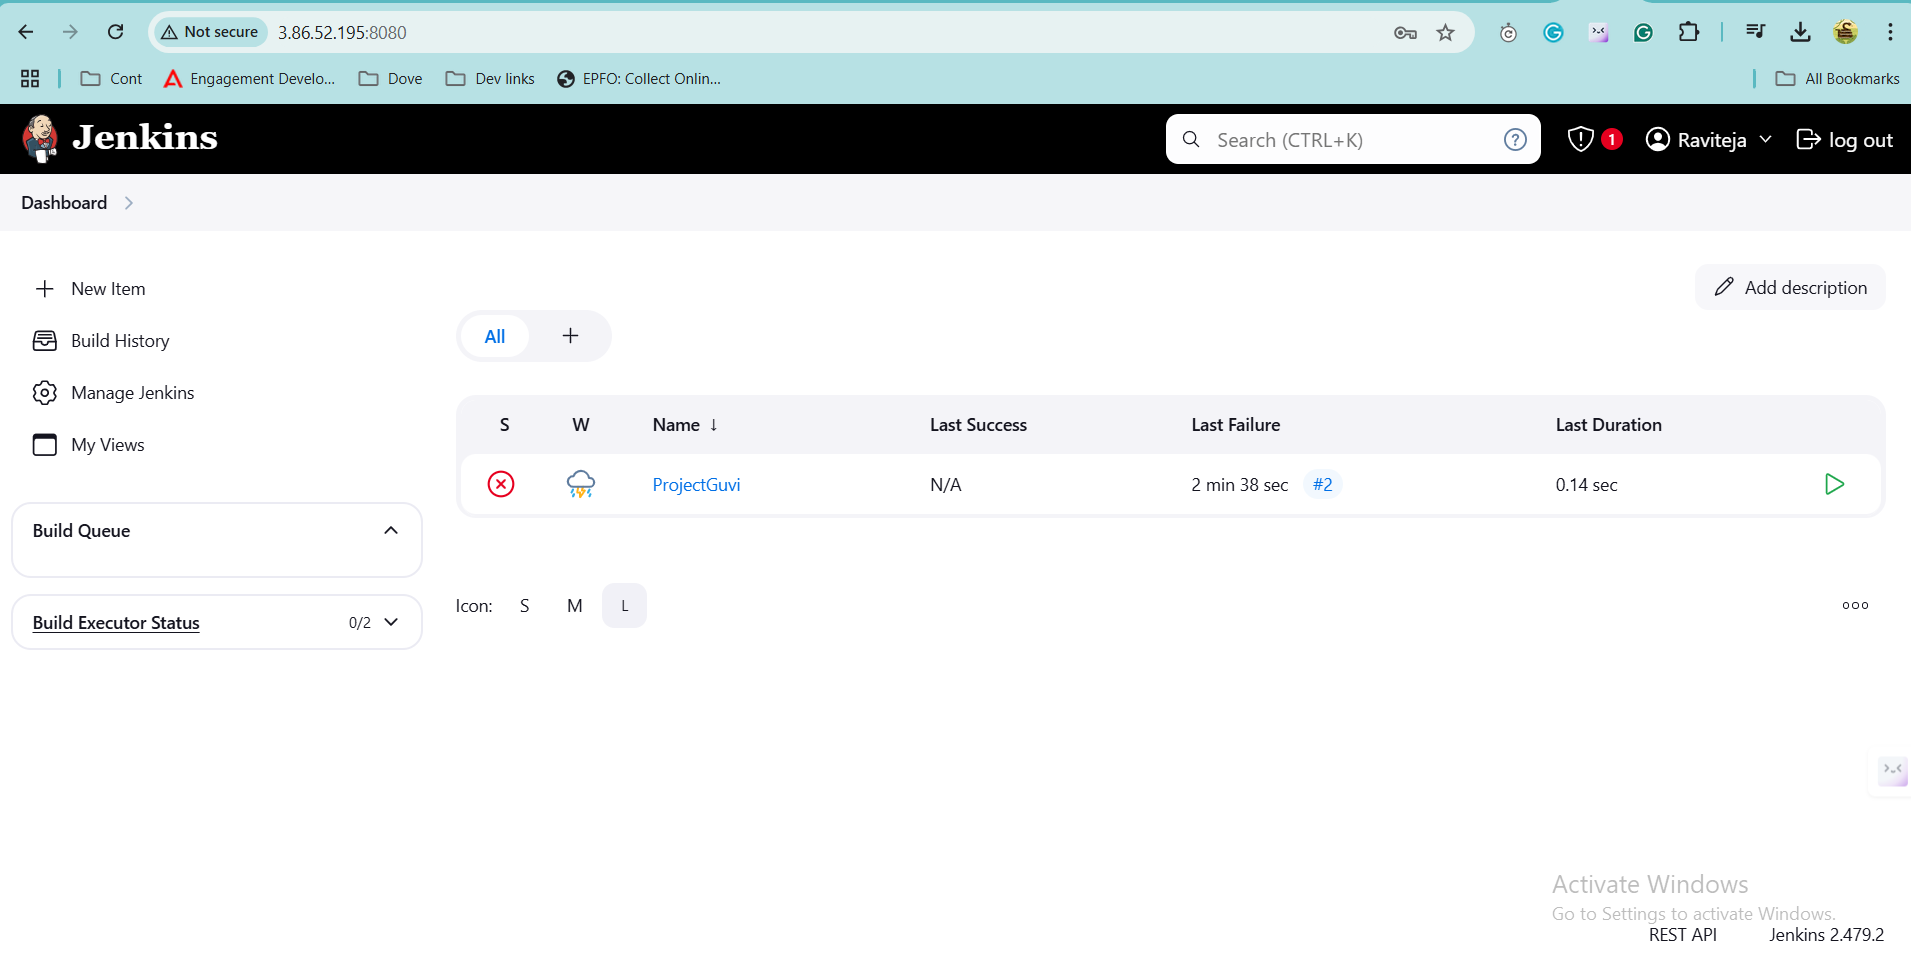 Not secure 3.86.52.195:8080
Cont Engagement Develo... Dove Dev links EPFO: Collect Onlin... All Bookmarks
Jenkins Search (CTRL+K) ? 1 Raviteja log out
Dashboard
New Item
Add description
All +
Build History
Manage Jenkins
S W Name ↓ Last Success Last Failure Last Duration
My Views
ProjectGuvi N/A 2 min 38 sec #2 0.14 sec
Build Queue
Icon: S M L
Build Executor Status 0/2
Activate Windows
Go to Settings to activate Windows.
REST API Jenkins 2.479.2